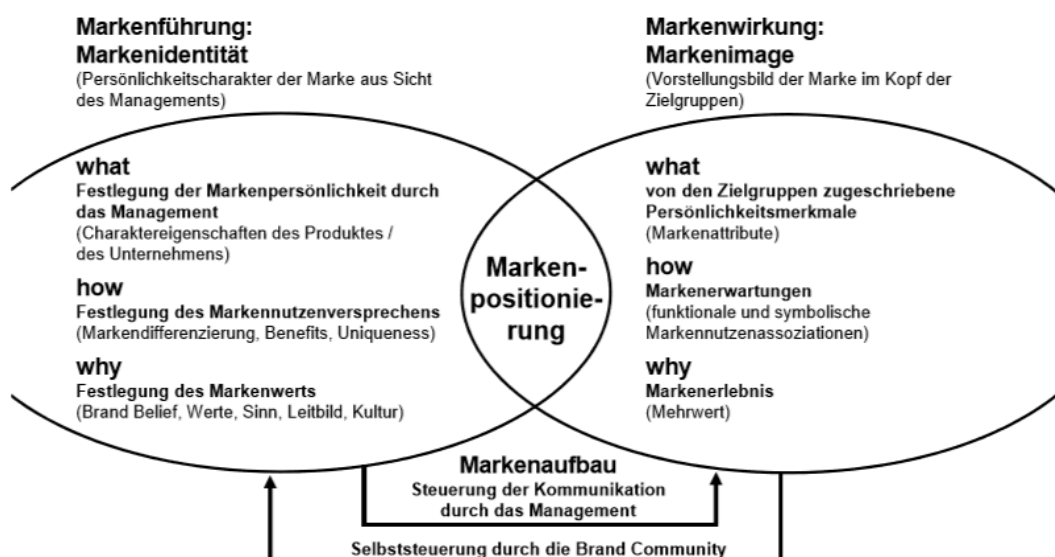 Markenführung:
Markenidentität
(Persönlichkeitscharakter der Marke aus Sicht
des Managements)
what
Festlegung der Markenpersönlichkeit durch
das Management
(Charaktereigenschaften des Produktes /
des Unternehmens)
how
Festlegung des Markennutzenversprechens
(Markendifferenzierung, Benefits, Uniqueness)
why
Festlegung des Markenwerts
(Brand Belief, Werte, Sinn, Leitbild, Kultur)
Marken-
positionie-
rung
Markenwirkung:
Markenimage
(Vorstellungsbild der Marke im Kopf der
Zielgruppen)
what
von den Zielgruppen zugeschriebene
Persönlichkeitsmerkmale
(Markenattribute)
how
Markenerwartungen
(funktionale und symbolische
Markennutzenassoziationen)
why
Markenerlebnis
(Mehrwert)
Markenaufbau
Steuerung der Kommunikation
durch das Management
Selbststeuerung durch die Brand Community